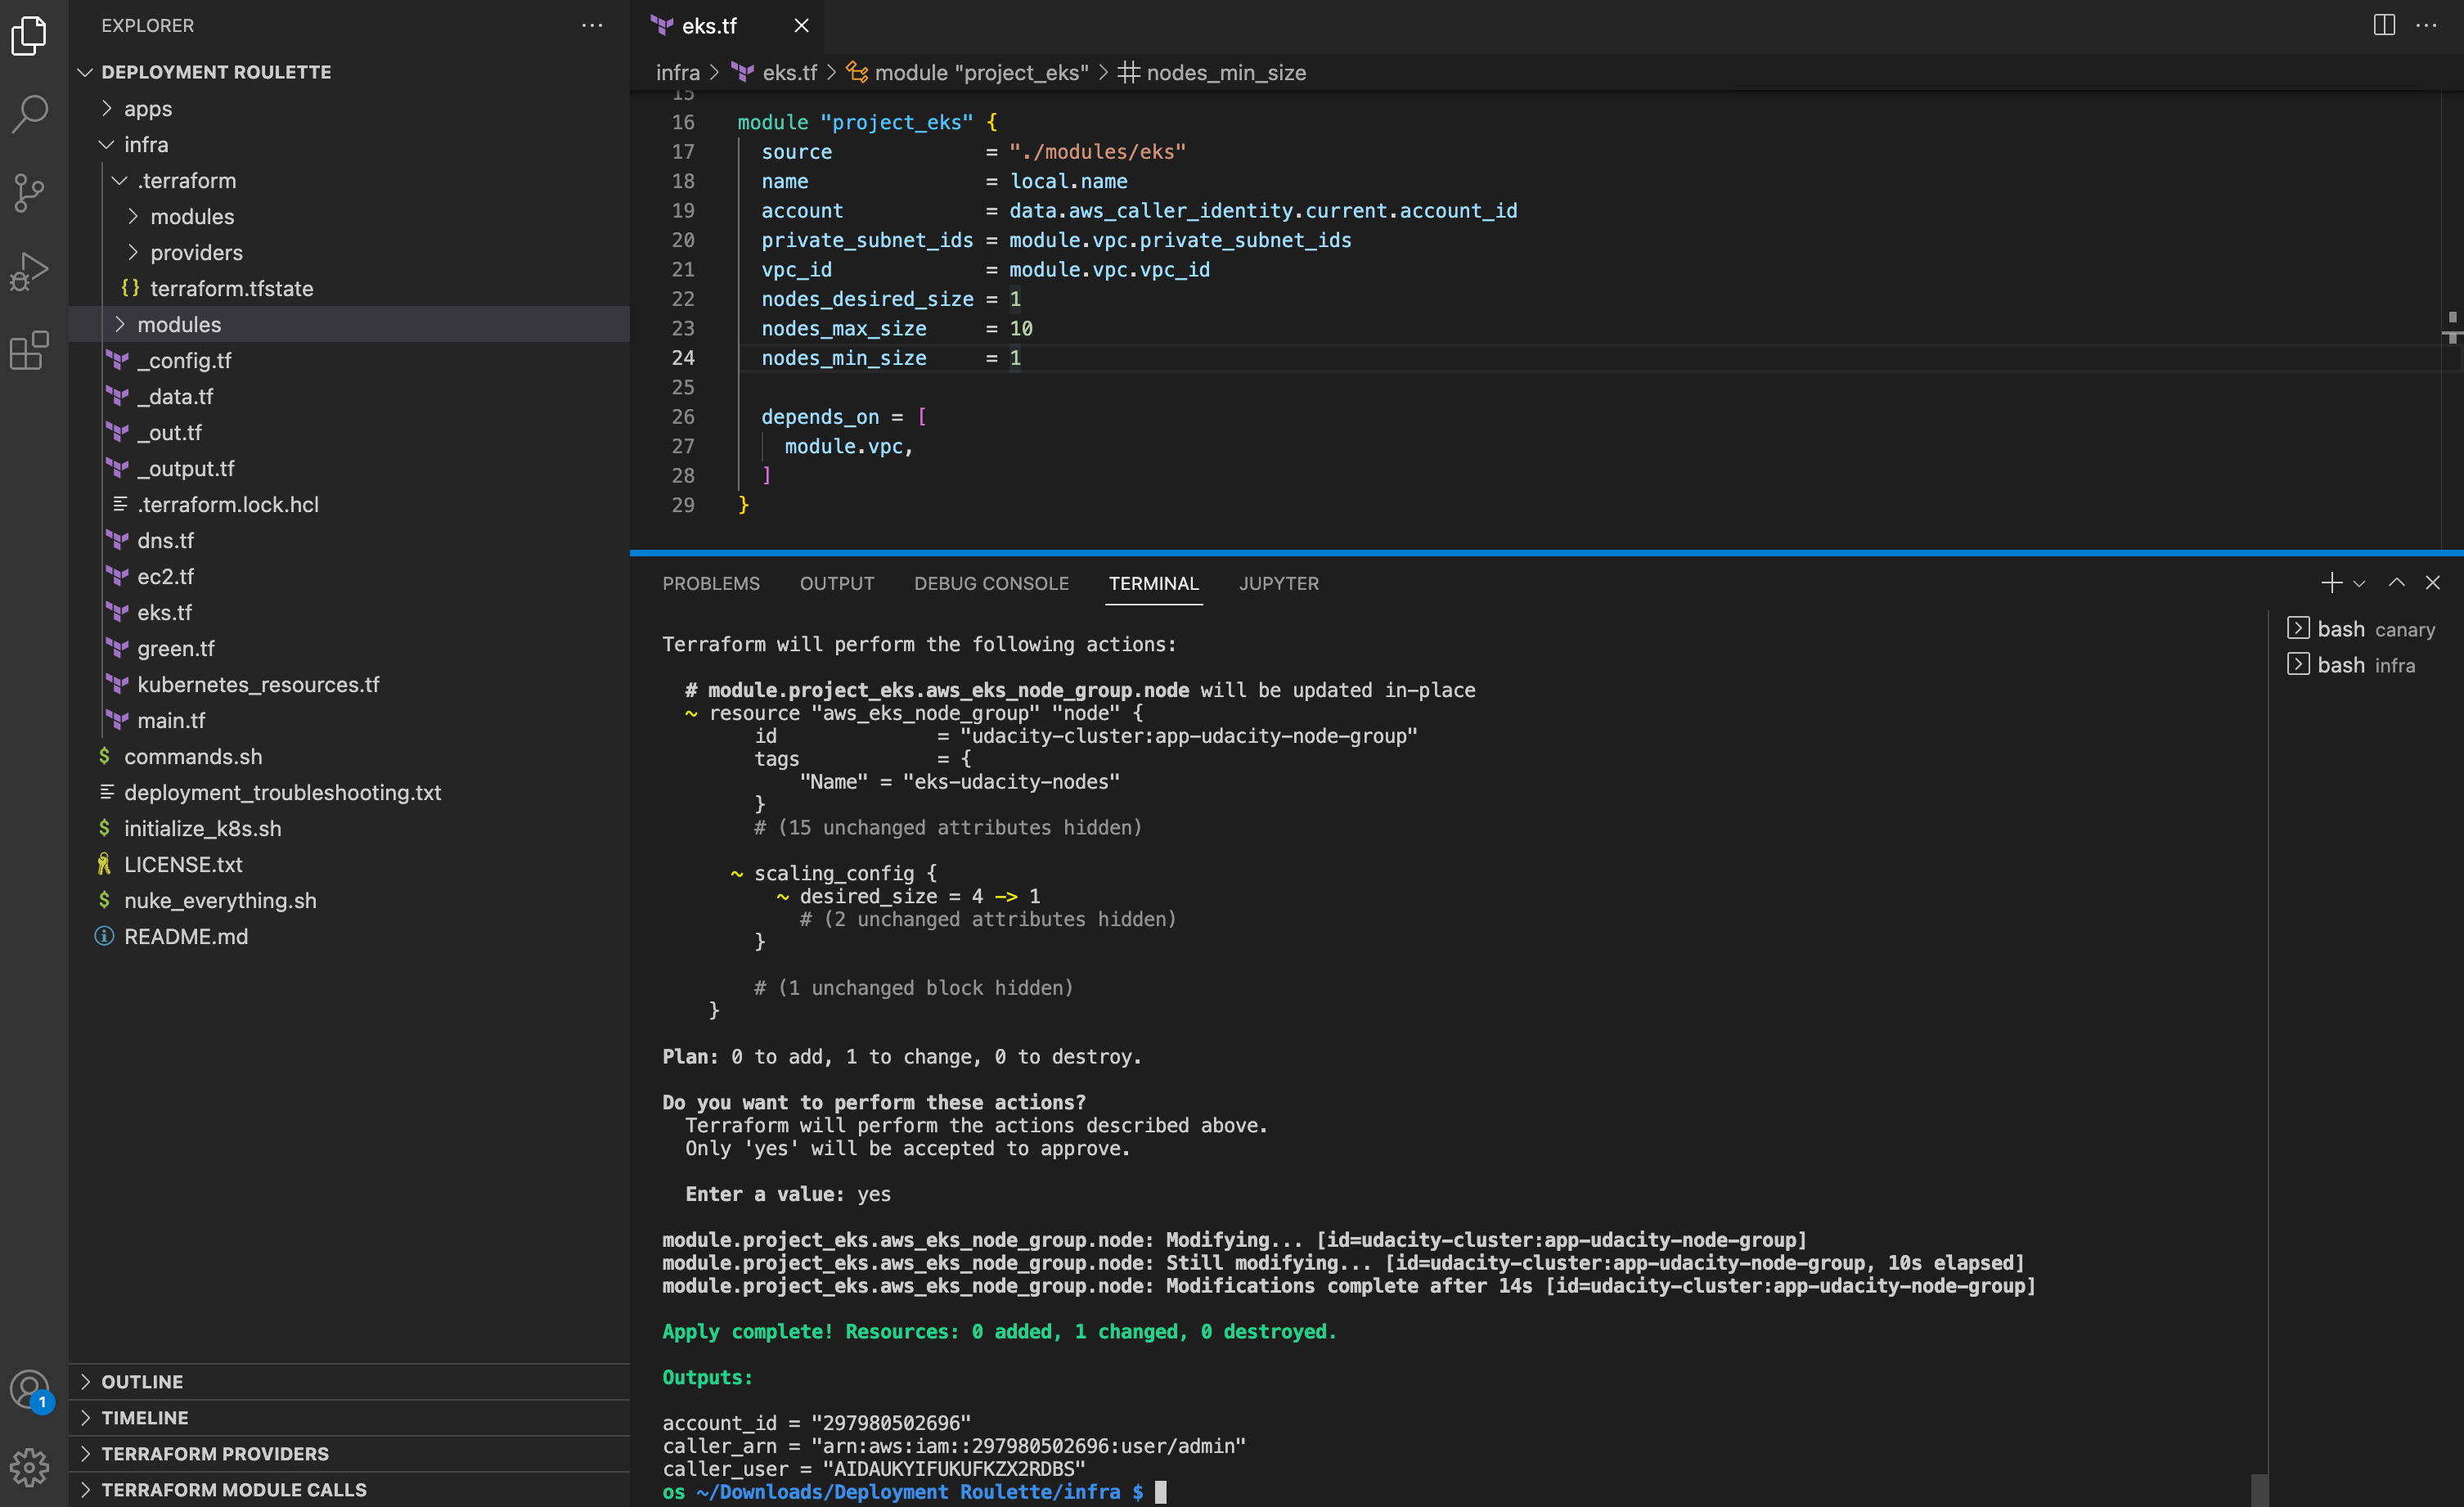 EXPLORER
DEPLOYMENT ROULETTE
apps
infra
.terraform
modules
providers
{} terraform.tfstate
modules
_config.tf
_data.tf
_out.tf
_output.tf
.terraform.lock.hcl
dns.tf
ec2.tf
eks.tf
green.tf
kubernetes_resources.tf
main.tf
$ commands.sh
deployment_troubleshooting.txt
$ initialize_k8s.sh
LICENSE.txt
$ nuke_everything.sh
README.md
OUTLINE
TIMELINE
TERRAFORM PROVIDERS
TERRAFORM MODULE CALLS
1
eks.tf
infra > eks.tf > module "project_eks" > nodes_min_size
15
16 module "project_eks" {
17 source = "./modules/eks"
18 name = local.name
19 account = data.aws_caller_identity.current.account_id
20 private_subnet_ids = module.vpc.private_subnet_ids
21 vpc_id = module.vpc.vpc_id
22 nodes_desired_size = 1
23 nodes_max_size = 10
24 nodes_min_size = 1
25
26 depends_on = [
27 module.vpc,
28 ]
29 }
PROBLEMS OUTPUT DEBUG CONSOLE TERMINAL JUPYTER
bash canary
bash infra
Terraform will perform the following actions:
# module.project_eks.aws_eks_node_group.node will be updated in-place
~ resource "aws_eks_node_group" "node" {
id = "udacity-cluster:app-udacity-node-group"
tags = {
"Name" = "eks-udacity-nodes"
}
# (15 unchanged attributes hidden)
~ scaling_config {
~ desired_size = 4 -> 1
# (2 unchanged attributes hidden)
}
# (1 unchanged block hidden)
}
Plan: 0 to add, 1 to change, 0 to destroy.
Do you want to perform these actions?
Terraform will perform the actions described above.
Only 'yes' will be accepted to approve.
Enter a value: yes
module.project_eks.aws_eks_node_group.node: Modifying... [id=udacity-cluster:app-udacity-node-group]
module.project_eks.aws_eks_node_group.node: Still modifying... [id=udacity-cluster:app-udacity-node-group, 10s elapsed]
module.project_eks.aws_eks_node_group.node: Modifications complete after 14s [id=udacity-cluster:app-udacity-node-group]
Apply complete! Resources: 0 added, 1 changed, 0 destroyed.
Outputs:
account_id = "297980502696"
caller_arn = "arn:aws:iam::297980502696:user/admin"
caller_user = "AIDAUKYIFUKUFKZX2RDBS"
os ~/Downloads/Deployment Roulette/infra $